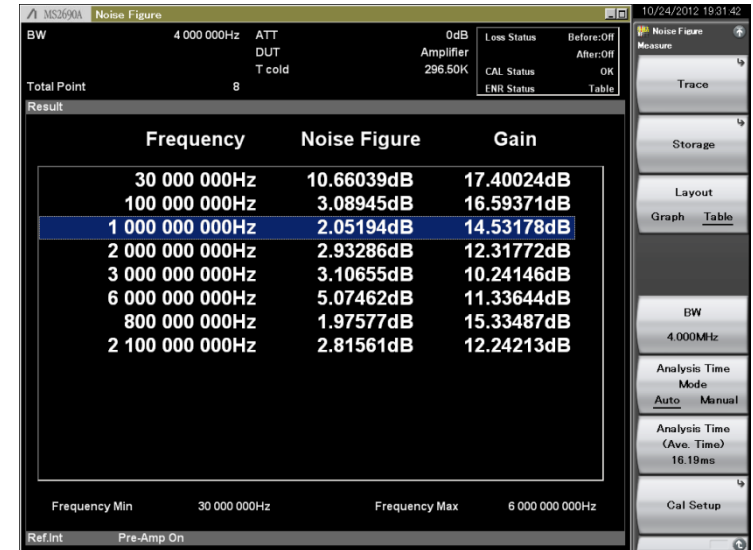 MS2690A Noise Figure
10/24/2012 19:31:42
BW 4 000 000Hz ATT 0dB
DUT Amplifier
T cold 296.50K
Total Point 8
Loss Status Before:Off
After:Off
CAL Status OK
ENR Status Table
Result
Frequency Noise Figure Gain
30 000 000Hz 10.66039dB 17.40024dB
100 000 000Hz 3.08945dB 16.59371dB
1 000 000 000Hz 2.05194dB 14.53178dB
2 000 000 000Hz 2.93286dB 12.31772dB
3 000 000 000Hz 3.10655dB 10.24146dB
6 000 000 000Hz 5.07462dB 11.33644dB
800 000 000Hz 1.97577dB 15.33487dB
2 100 000 000Hz 2.81561dB 12.24213dB
Frequency Min 30 000 000Hz Frequency Max 6 000 000 000Hz
Ref.Int Pre-Amp On
Noise Figure
Measure
Trace
Storage
Layout
Graph Table
BW
4.000MHz
Analysis Time
Mode
Auto Manual
Analysis Time
(Ave. Time)
16.19ms
Cal Setup